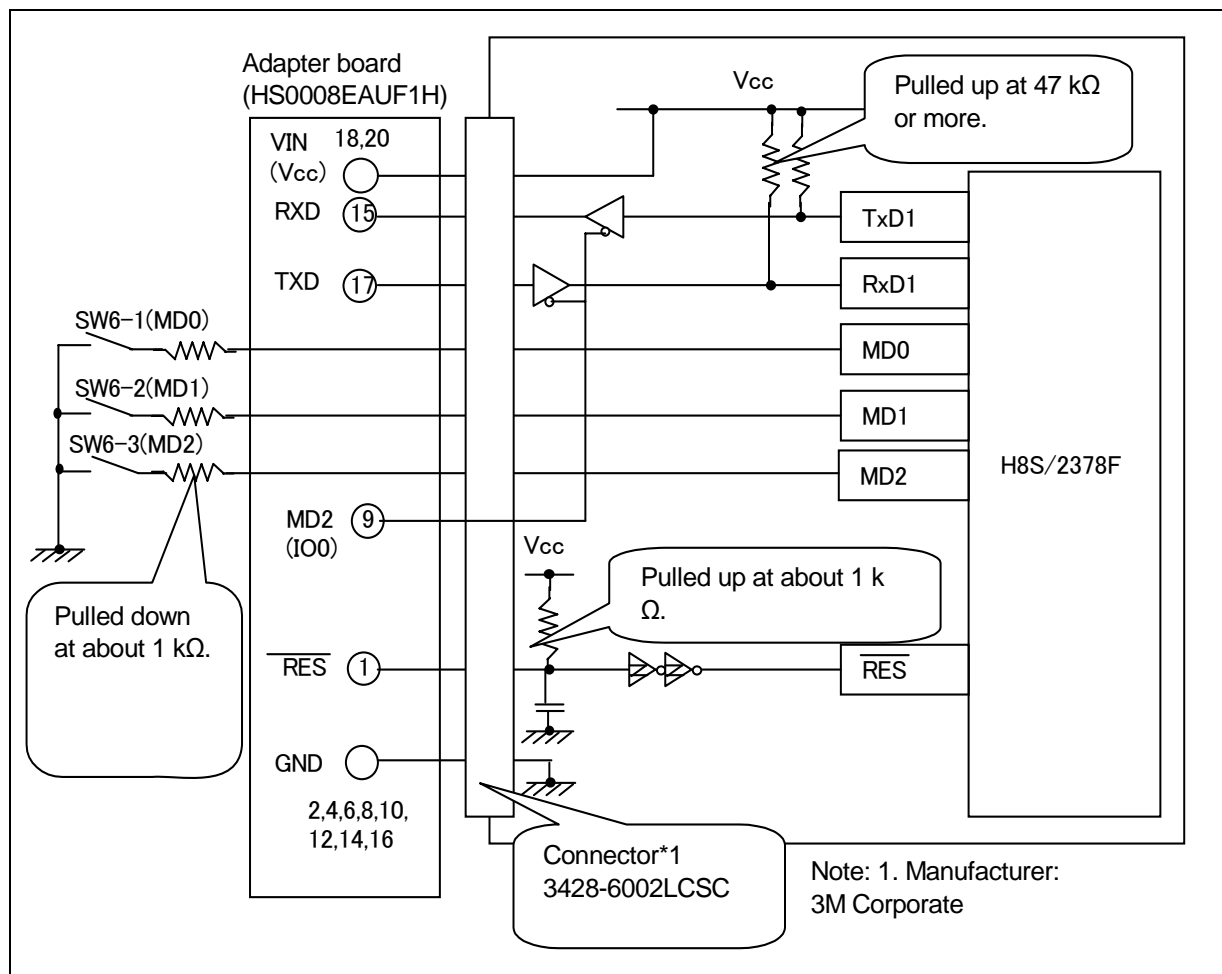 Adapter board
(HS0008EAUF1H)
Vcc
Pulled up at 47 kΩ
or more.
VIN 18,20
(Vcc)
RXD 15
TxD1
TXD 17
RxD1
SW6-1(MD0)
MD0
SW6-2(MD1)
MD1
SW6-3(MD2)
MD2
H8S/2378F
MD2 9
(IO0)
Vcc
Pulled up at about 1 k
Ω.
Pulled down
at about 1 kΩ.
RES 1
RES
GND
2,4,6,8,10,
12,14,16
Connector*1
3428-6002LCSC
Note: 1. Manufacturer:
3M Corporate